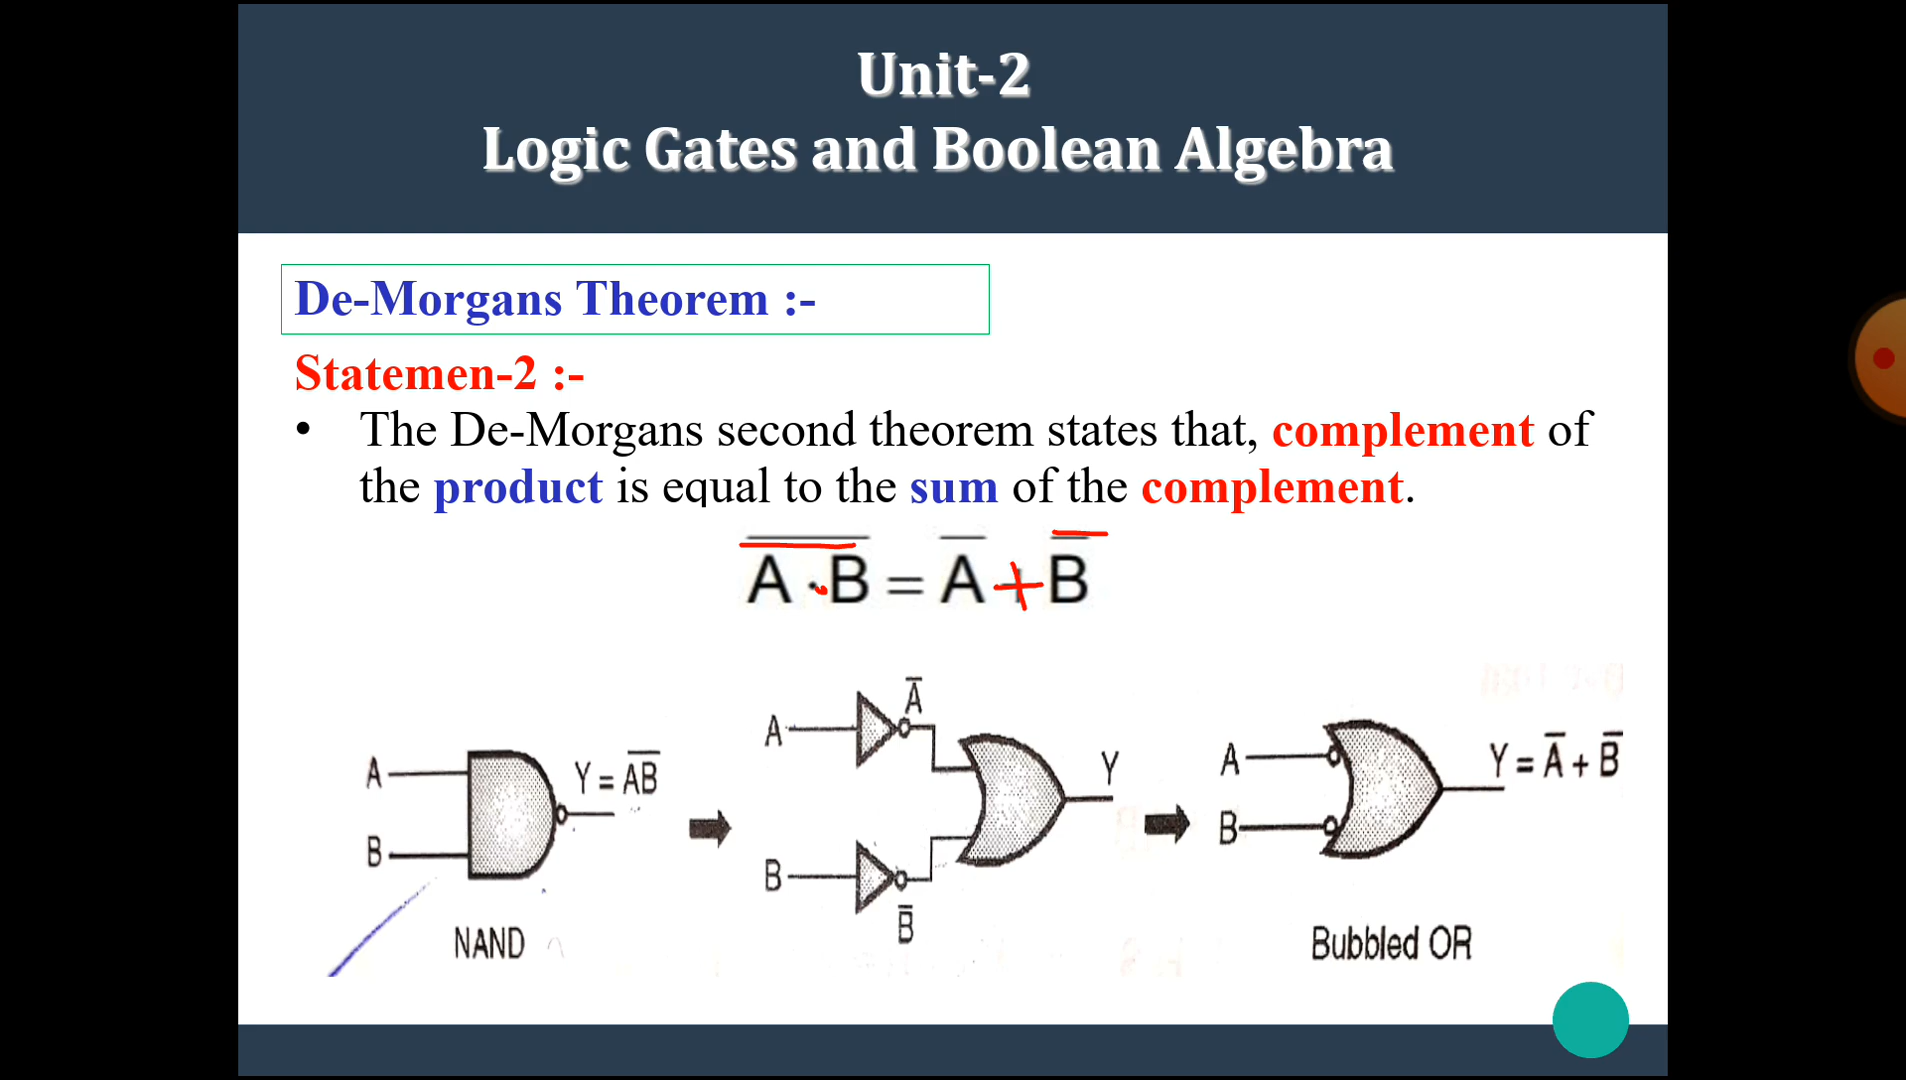 Unit-2
Logic Gates and Boolean Algebra
De-Morgans Theorem :-
Statemen-2 :-
• The De-Morgans second theorem states that, complement of
the product is equal to the sum of the complement.
A̅ ̅·̅ ̅B̅ = A̅ + B̅
A
B
Y = A̅B̅
NAND
A
A̅
B
B̅
Y
A
B
Y = A̅ + B̅
Bubbled OR